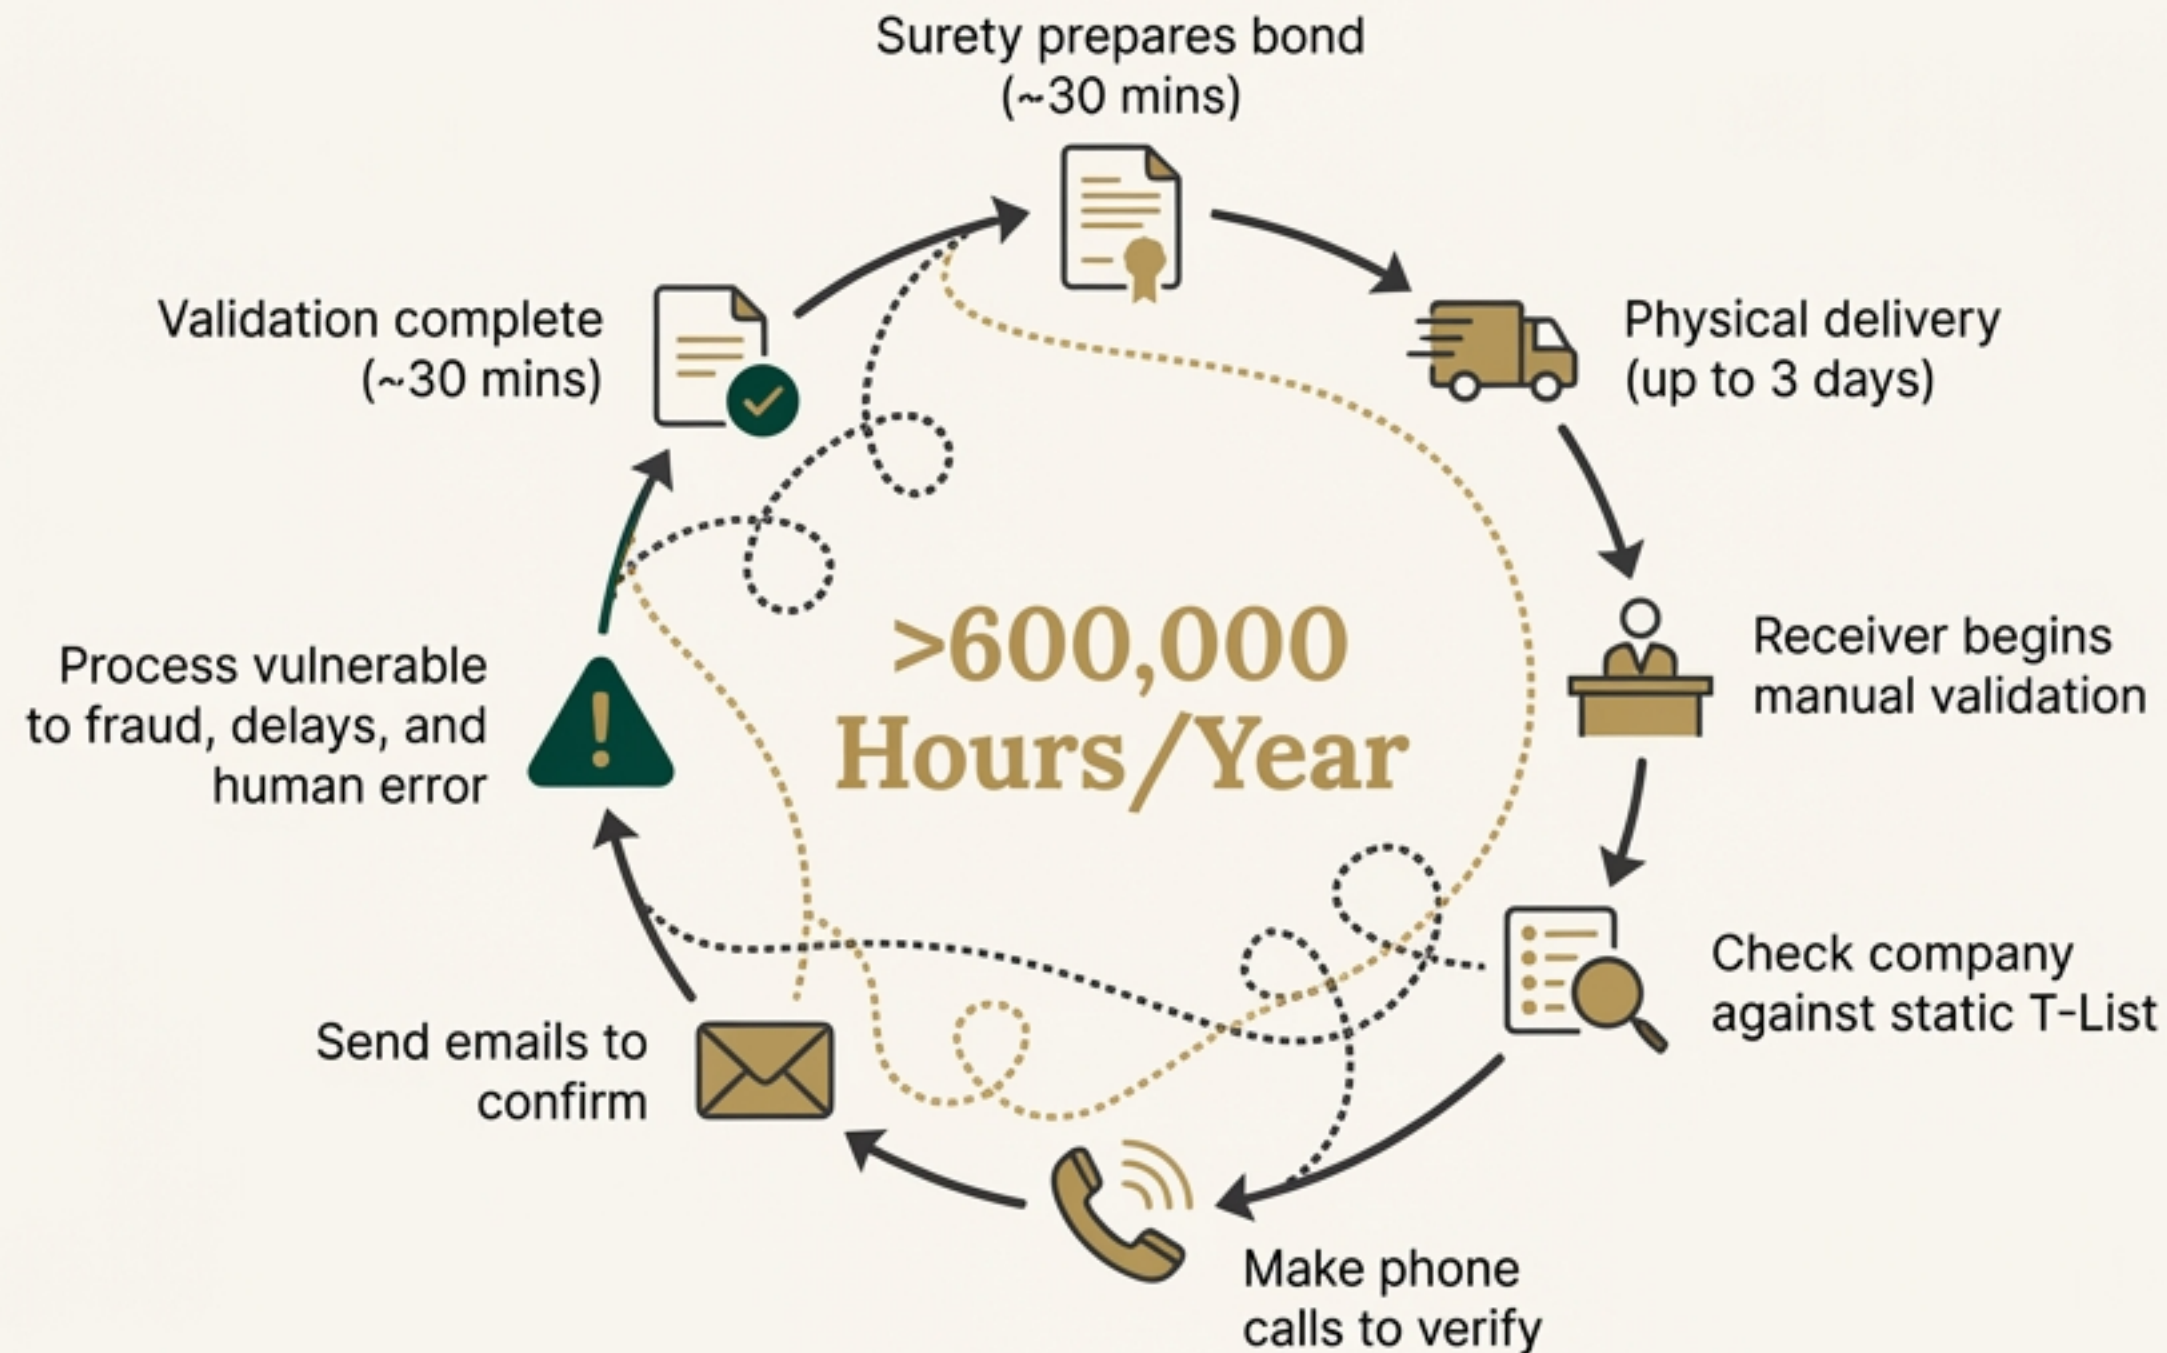 Surety prepares bond
(~30 mins)
Physical delivery
(up to 3 days)
Receiver begins
manual validation
Check company
against static T-List
Make phone
calls to verify
Send emails to
confirm
Process vulnerable
to fraud, delays, and
human error
Validation complete
(~30 mins)
>600,000
Hours/Year